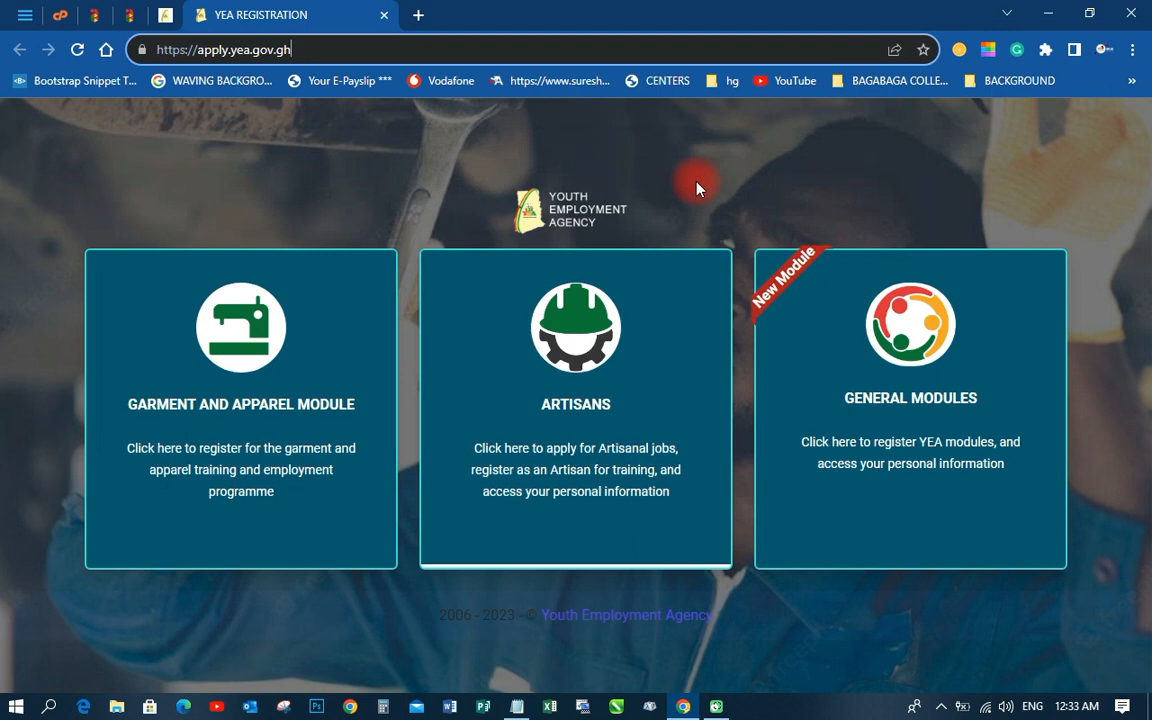 YEA REGISTRATION
https://apply.yea.gov.gh
Bootstrap Snippet T...
WAVING BACKGRO...
Your E-Payslip ***
Vodafone
https://www.suresh...
CENTERS
hg
YouTube
BAGABAGA COLLE...
BACKGROUND
»
YOUTH
EMPLOYMENT
AGENCY
GARMENT AND APPAREL MODULE
Click here to register for the garment and
apparel training and employment
programme
ARTISANS
Click here to apply for Artisanal jobs,
register as an Artisan for training, and
access your personal information
New Module
GENERAL MODULES
Click here to register YEA modules, and
access your personal information
2006 - 2023 - © Youth Employment Agency
ENG
12:33 AM